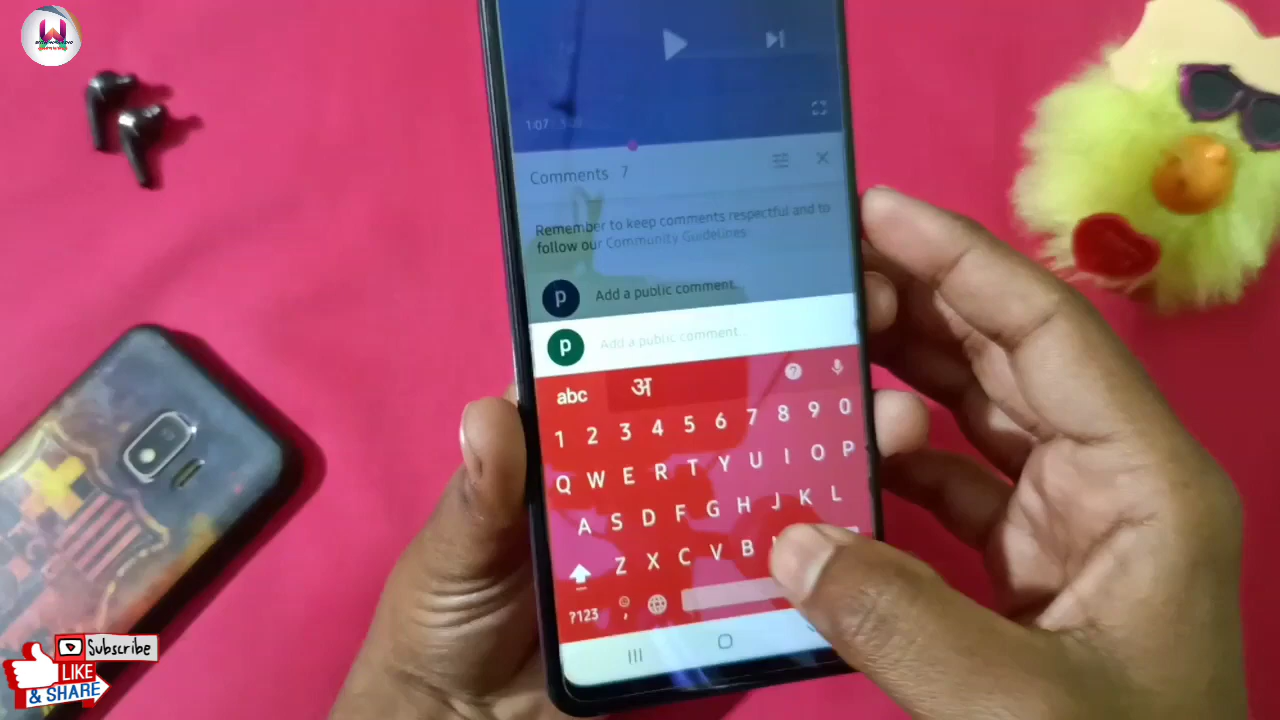 1:07
Comments 7
Remember to keep comments respectful and to
follow our Community Guidelines
p Add a public comment...
p Add a public comment...
abc अ
1 2 3 4 5 6 7 8 9 0
Q W E R T Y U I O P
A S D F G H J K L
Z X C V B
?123 ,
Subscribe
LIKE
& SHARE